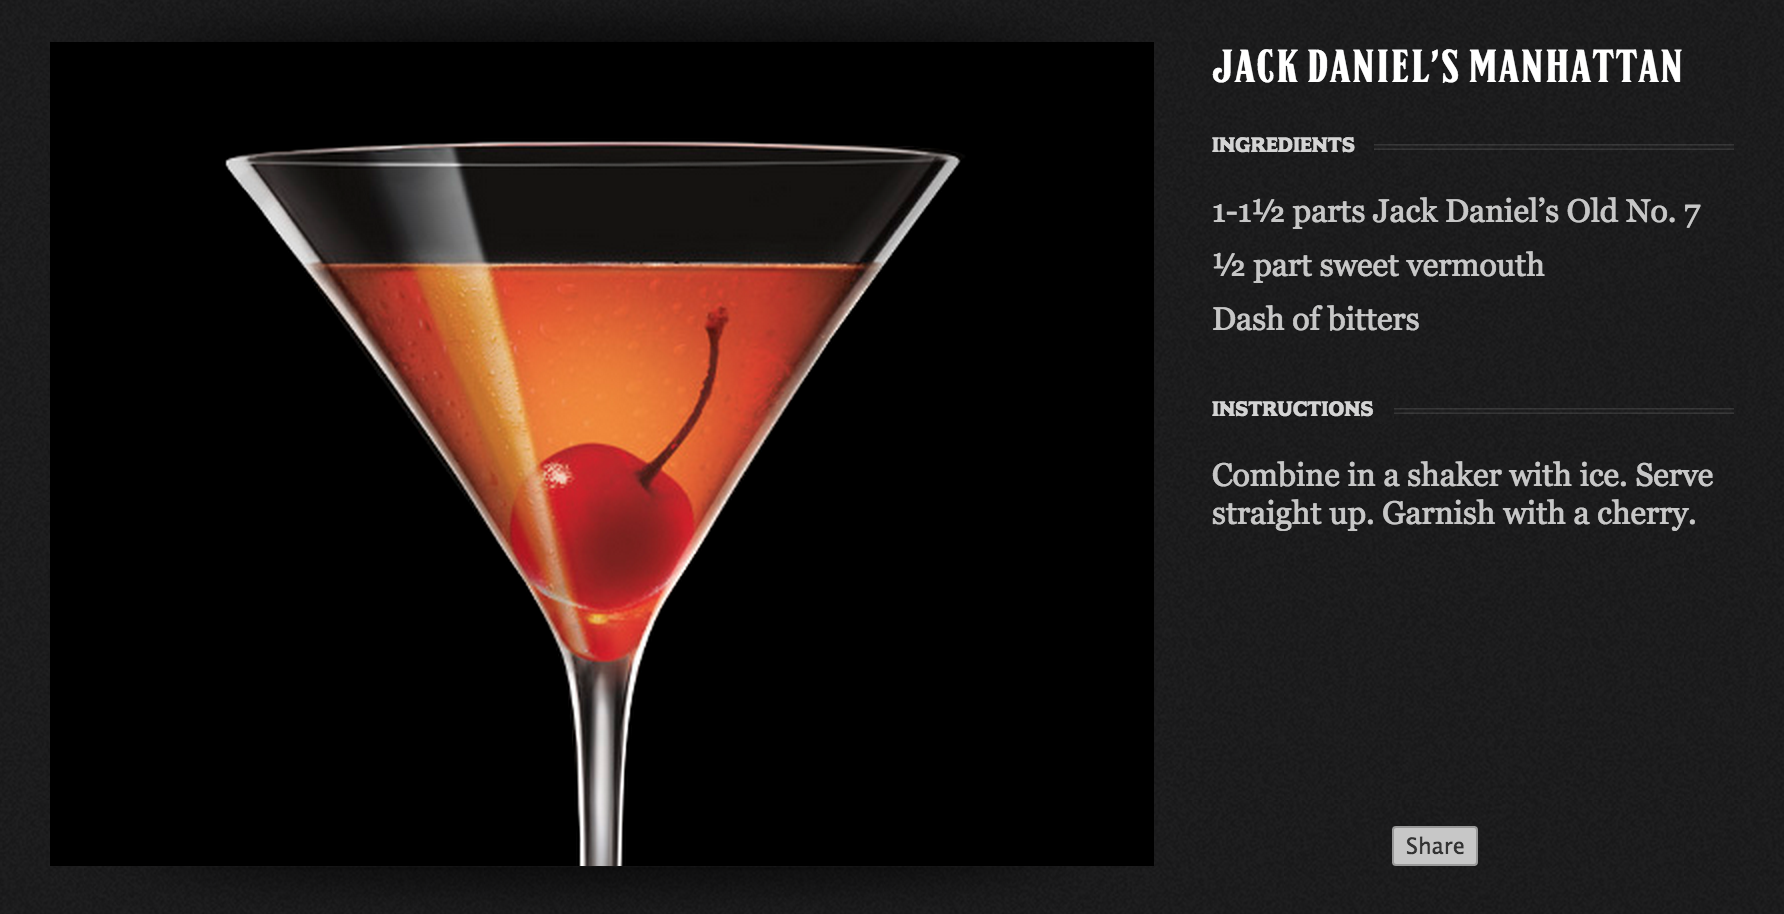 JACK DANIEL’S MANHATTAN
INGREDIENTS
1-1½ parts Jack Daniel’s Old No. 7
½ part sweet vermouth
Dash of bitters
INSTRUCTIONS
Combine in a shaker with ice. Serve
straight up. Garnish with a cherry.
Share